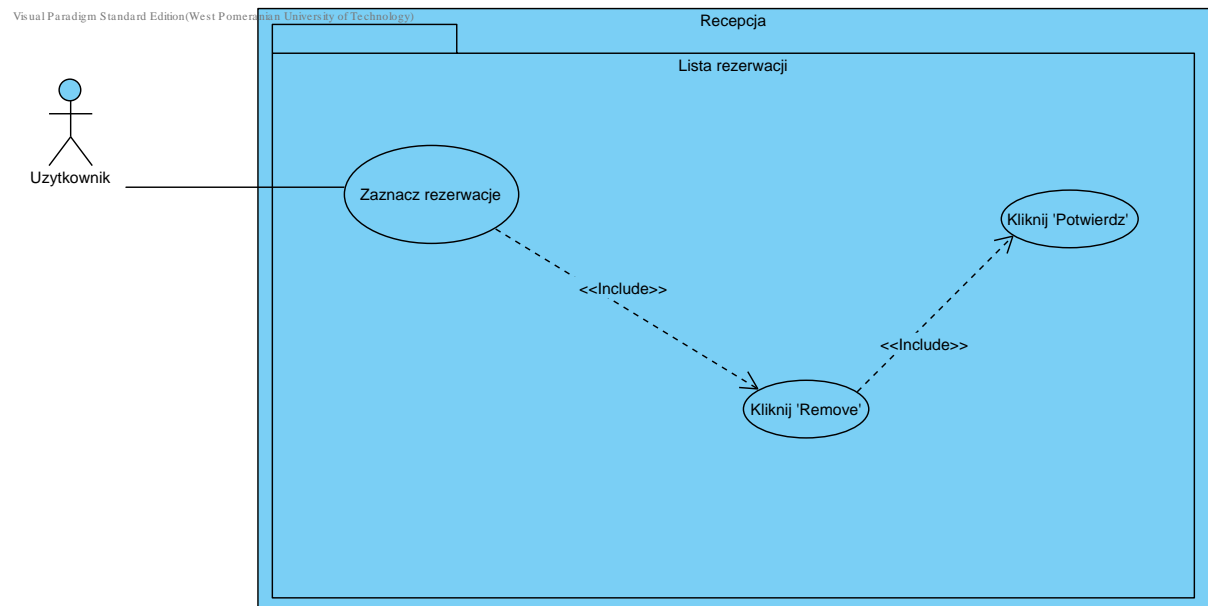 Visual Paradigm Standard Edition(West Pomeranian University of Technology)
Recepcja
Lista rezerwacji
Uzytkownik
Zaznacz rezerwacje
Kliknij 'Potwierdz'
<<Include>>
<<Include>>
Kliknij 'Remove'